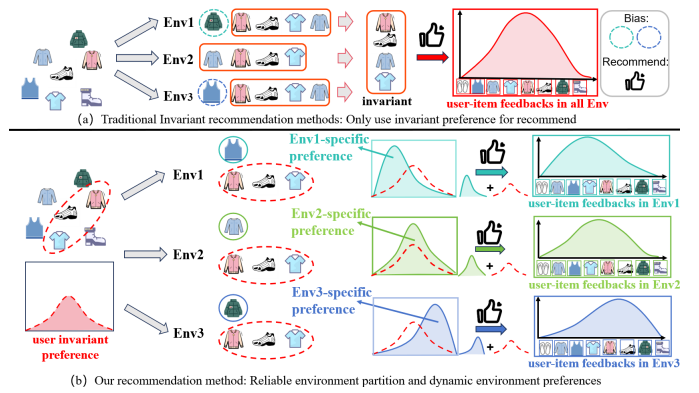 Env1
Env2
Env3
invariant
user-item feedbacks in all Env
Bias:
Recommend:
(a) Traditional Invariant recommendation methods: Only use invariant preference for recommend
Env1
Env2
Env3
user invariant
preference
Env1-specific
preference
+
user-item feedbacks in Env1
Env2-specific
preference
+
user-item feedbacks in Env2
Env3-specific
preference
+
user-item feedbacks in Env3
(b) Our recommendation method: Reliable environment partition and dynamic environment preferences